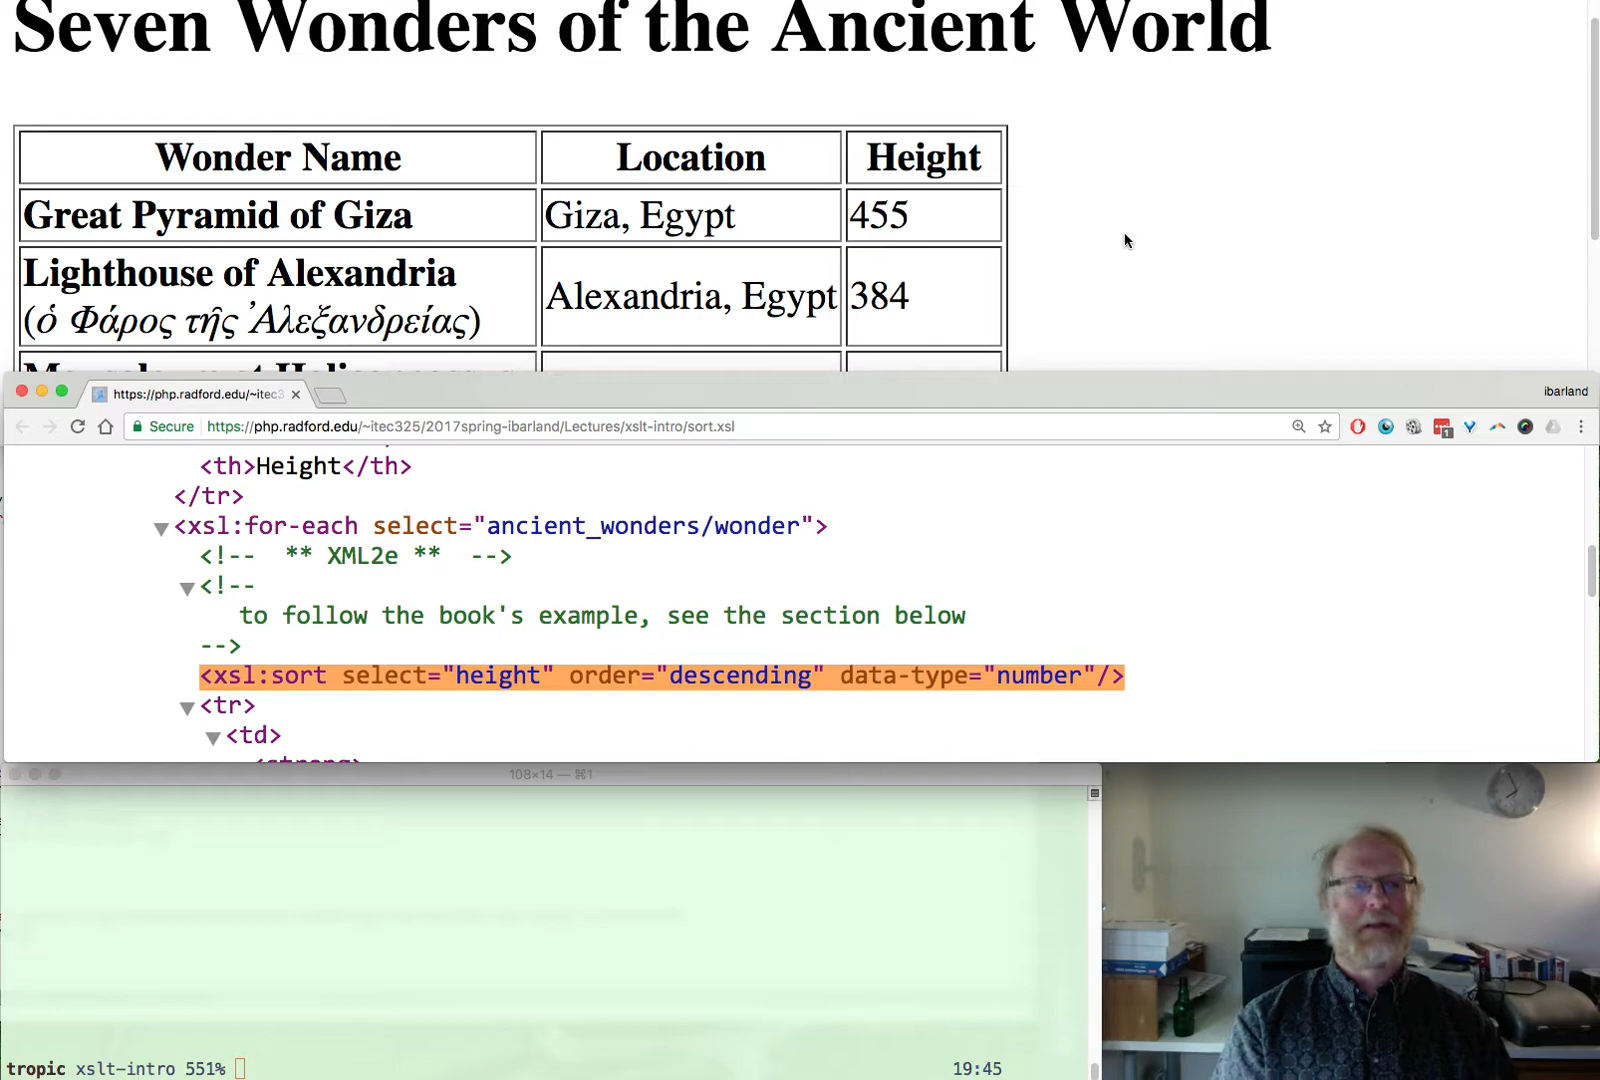 Seven Wonders of the Ancient World
Wonder Name Location Height
Great Pyramid of Giza Giza, Egypt 455
Lighthouse of Alexandria
(ὁ Φάρος τῆς Ἀλεξανδρείας) Alexandria, Egypt 384
https://php.radford.edu/~itec3
ibarland
Secure https://php.radford.edu/~itec325/2017spring-ibarland/Lectures/xslt-intro/sort.xsl
1
<th>Height</th>
</tr>
<xsl:for-each select="ancient_wonders/wonder">
<!-- ** XML2e ** -->
<!--
to follow the book's example, see the section below
-->
<xsl:sort select="height" order="descending" data-type="number"/>
<tr>
<td>
108×14 — ⌘1
tropic xslt-intro 551% 19:45